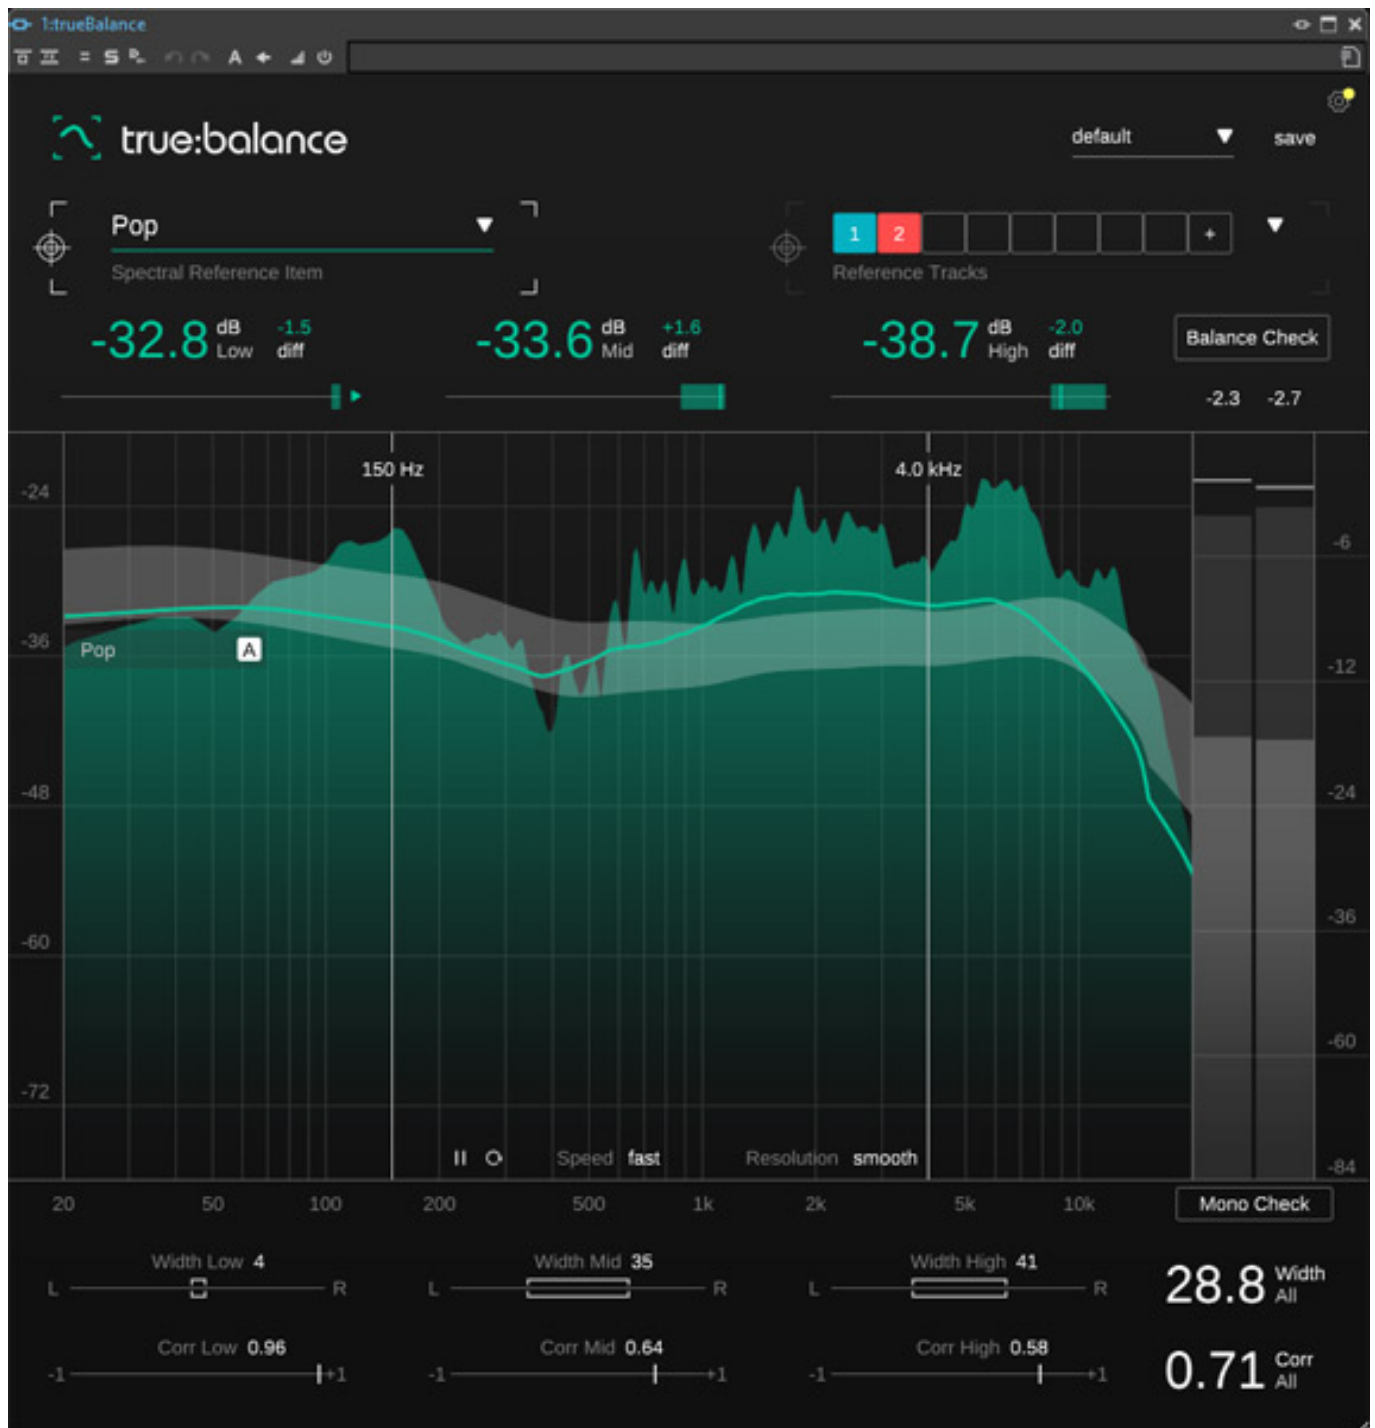 1:trueBalance
S A
true:balance
default save
Pop
1 2 +
Spectral Reference Item
Reference Tracks
-32.8 dB Low -1.5 diff
-33.6 dB Mid +1.6 diff
-38.7 dB High -2.0 diff
Balance Check
-2.3 -2.7
150 Hz 4.0 kHz
-24
-36
-48
-60
-72
Pop A
-6
-12
-24
-36
-60
-84
Speed fast Resolution smooth
20 50 100 200 500 1k 2k 5k 10k
Mono Check
Width Low 4
L R
Width Mid 35
L R
Width High 41
L R
28.8 Width All
Corr Low 0.96
-1 +1
Corr Mid 0.64
-1 +1
Corr High 0.58
-1 +1
0.71 Corr All